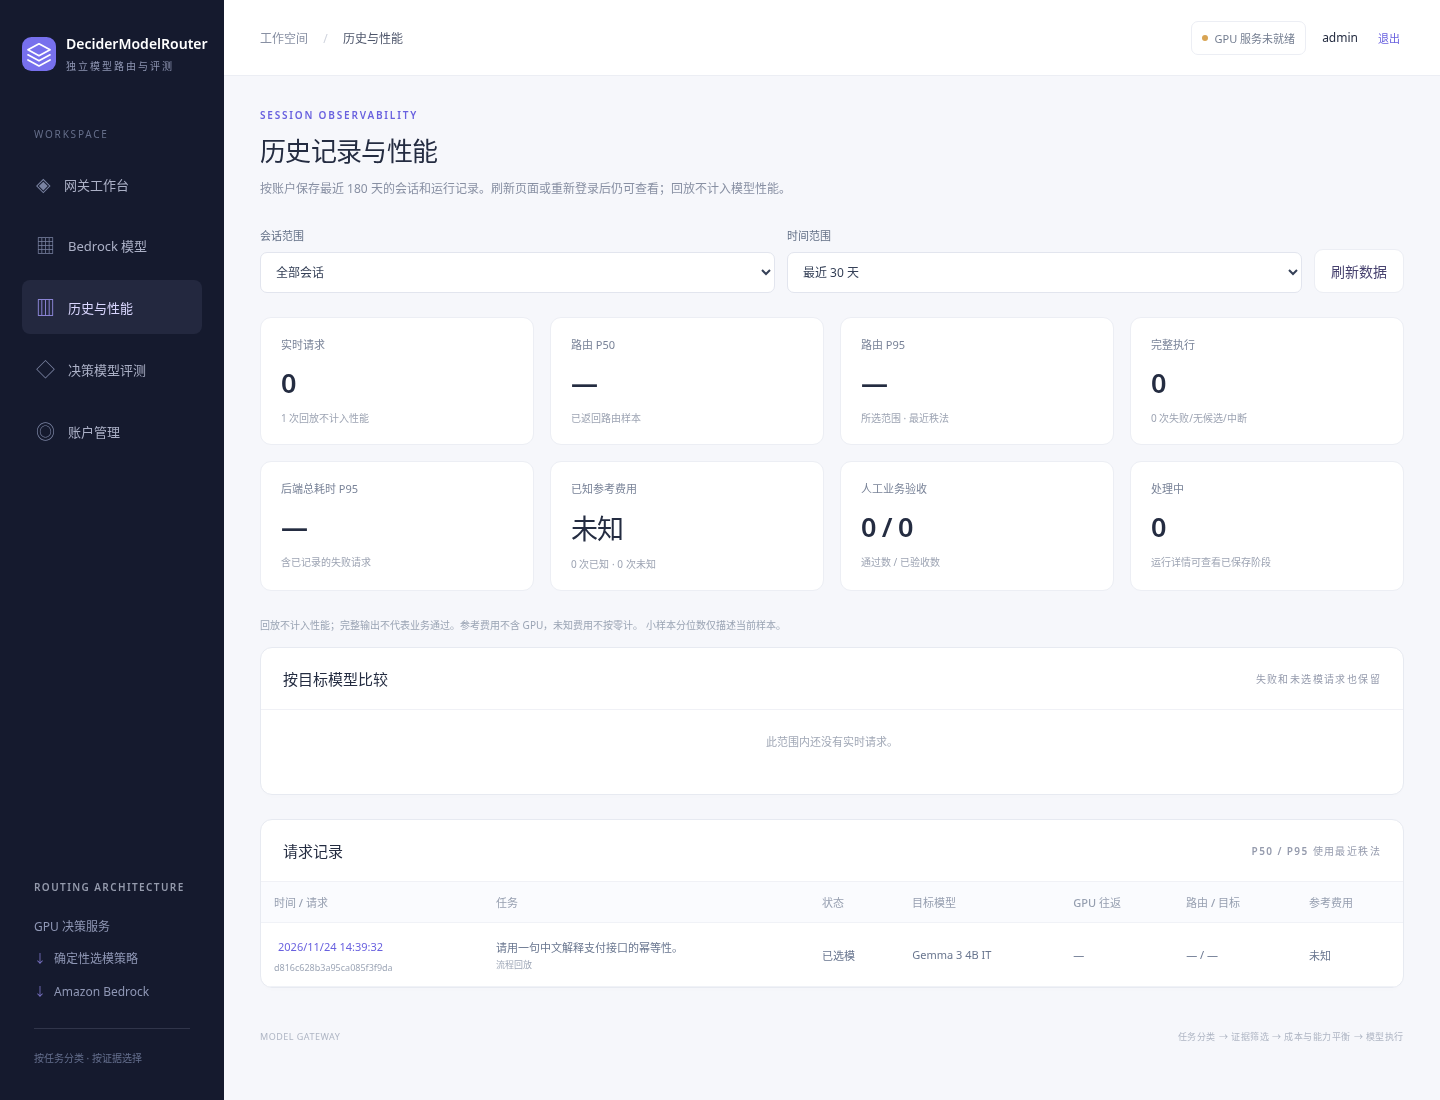 DeciderModelRouter
独立模型路由与评测
WORKSPACE
网关工作台
Bedrock 模型
历史与性能
决策模型评测
账户管理
ROUTING ARCHITECTURE
GPU 决策服务
↓ 确定性选模策略
↓ Amazon Bedrock
按任务分类 · 按证据选择
工作空间 / 历史与性能
GPU 服务未就绪
admin
退出
SESSION OBSERVABILITY
历史记录与性能
按账户保存最近 180 天的会话和运行记录。刷新页面或重新登录后仍可查看；回放不计入模型性能。
会话范围
全部会话
时间范围
最近 30 天
刷新数据
实时请求
0
1 次回放不计入性能
路由 P50
—
已返回路由样本
路由 P95
—
所选范围 · 最近秩法
完整执行
0
0 次失败/无候选/中断
后端总耗时 P95
—
含已记录的失败请求
已知参考费用
未知
0 次已知 · 0 次未知
人工业务验收
0 / 0
通过数 / 已验收数
处理中
0
运行详情可查看已保存阶段
回放不计入性能；完整输出不代表业务通过。参考费用不含 GPU，未知费用不按零计。 小样本分位数仅描述当前样本。
按目标模型比较
失败和未选模请求也保留
此范围内还没有实时请求。
请求记录
P50 / P95 使用最近秩法
时间 / 请求 任务 状态 目标模型 GPU 往返 路由 / 目标 参考费用
2026/11/24 14:39:32 请用一句中文解释支付接口的幂等性。 已选模 Gemma 3 4B IT — — / — 未知
d816c628b3a95ca085f3f9da 流程回放
MODEL GATEWAY
任务分类 → 证据筛选 → 成本与能力平衡 → 模型执行